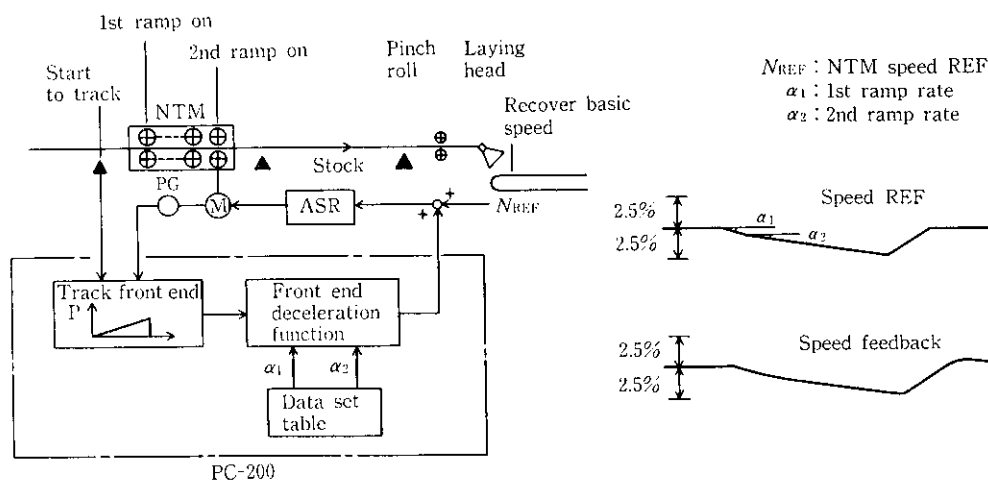 1st ramp on
2nd ramp on
Start
to track
NTM
Pinch
roll
Laying
head
Recover basic
speed
Stock
PG
M
ASR
+
+
NREF
Track front end
P
Front end
deceleration
function
α1
α2
Data set
table
PC-200
NREF : NTM speed REF
α1 : 1st ramp rate
α2 : 2nd ramp rate
Speed REF
2.5%
2.5%
α1
α2
Speed feedback
2.5%
2.5%